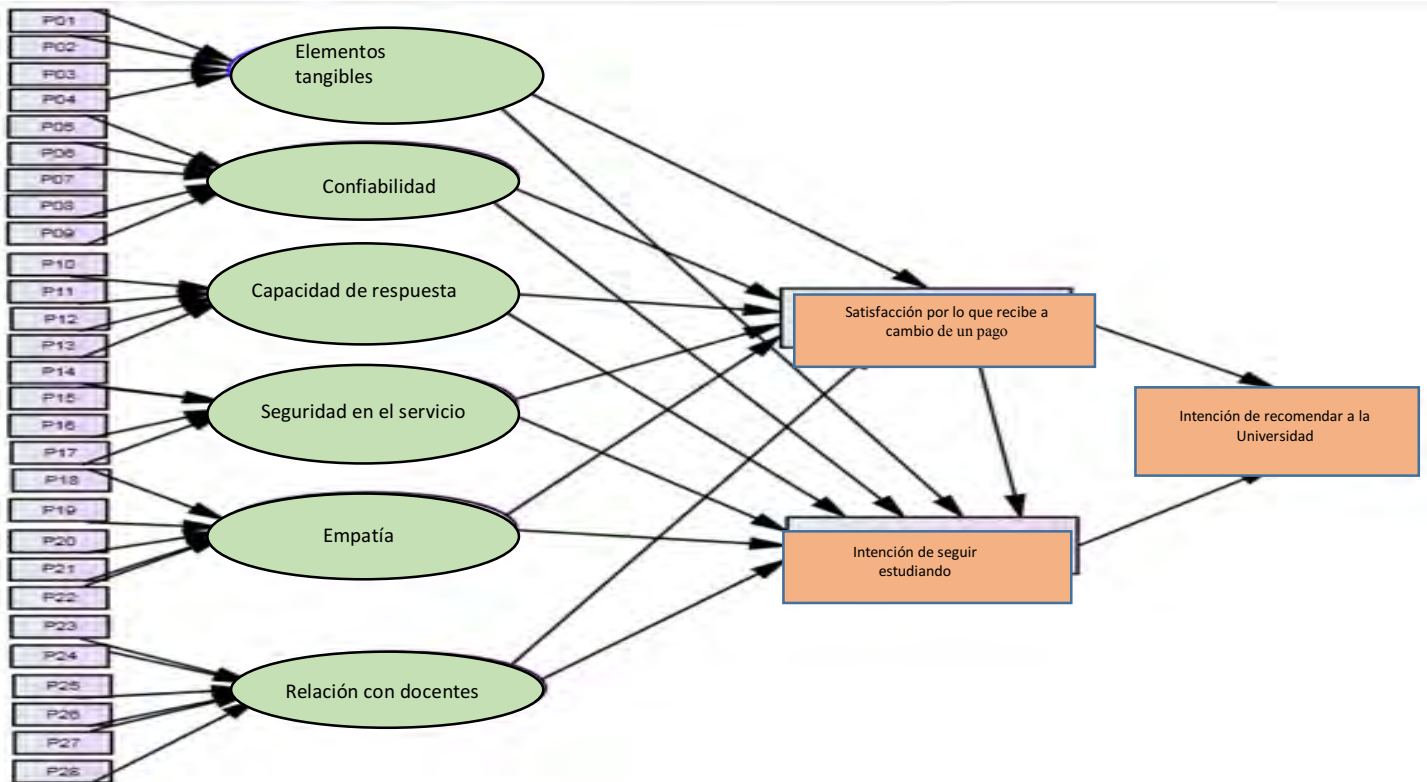 P01
P02
P03
P04
P05
P06
P07
P08
P09
P10
P11
P12
P13
P14
P15
P16
P17
P18
P19
P20
P21
P22
P23
P24
P25
P26
P27
P28
Elementos
tangibles
Confiabilidad
Capacidad de respuesta
Seguridad en el servicio
Empatía
Relación con docentes
Satisfacción por lo que recibe a
cambio de un pago
Intención de seguir
estudiando
Intención de recomendar a la
Universidad